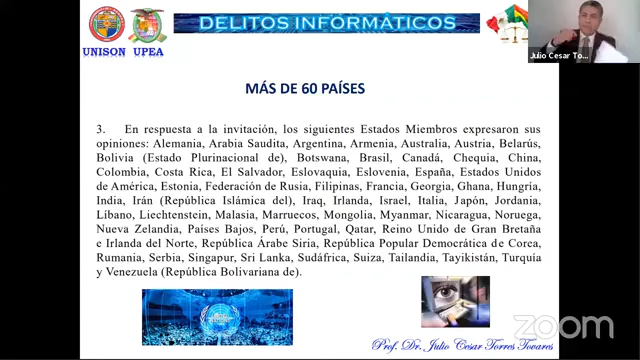 DELITOS INFORMÁTICOS
UNISON UPEA
Julio Cesar To...
MÁS DE 60 PAÍSES
3. En respuesta a la invitación, los siguientes Estados Miembros expresaron sus
opiniones: Alemania, Arabia Saudita, Argentina, Armenia, Australia, Austria, Belarús,
Bolivia (Estado Plurinacional de), Botswana, Brasil, Canadá, Chequia, China,
Colombia, Costa Rica, El Salvador, Eslovaquia, Eslovenia, España, Estados Unidos
de América, Estonia, Federación de Rusia, Filipinas, Francia, Georgia, Ghana, Hungría,
India, Irán (República Islámica del), Iraq, Irlanda, Israel, Italia, Japón, Jordania,
Líbano, Liechtenstein, Malasia, Marruecos, Mongolia, Myanmar, Nicaragua, Noruega,
Nueva Zelandia, Países Bajos, Perú, Portugal, Qatar, Reino Unido de Gran Bretaña
e Irlanda del Norte, República Árabe Siria, República Popular Democrática de Corea,
Rumania, Serbia, Singapur, Sri Lanka, Sudáfrica, Suiza, Tailandia, Tayikistán, Turquía
y Venezuela (República Bolivariana de).
Prof. Dr. Julio Cesar Torres Tovares
zoom